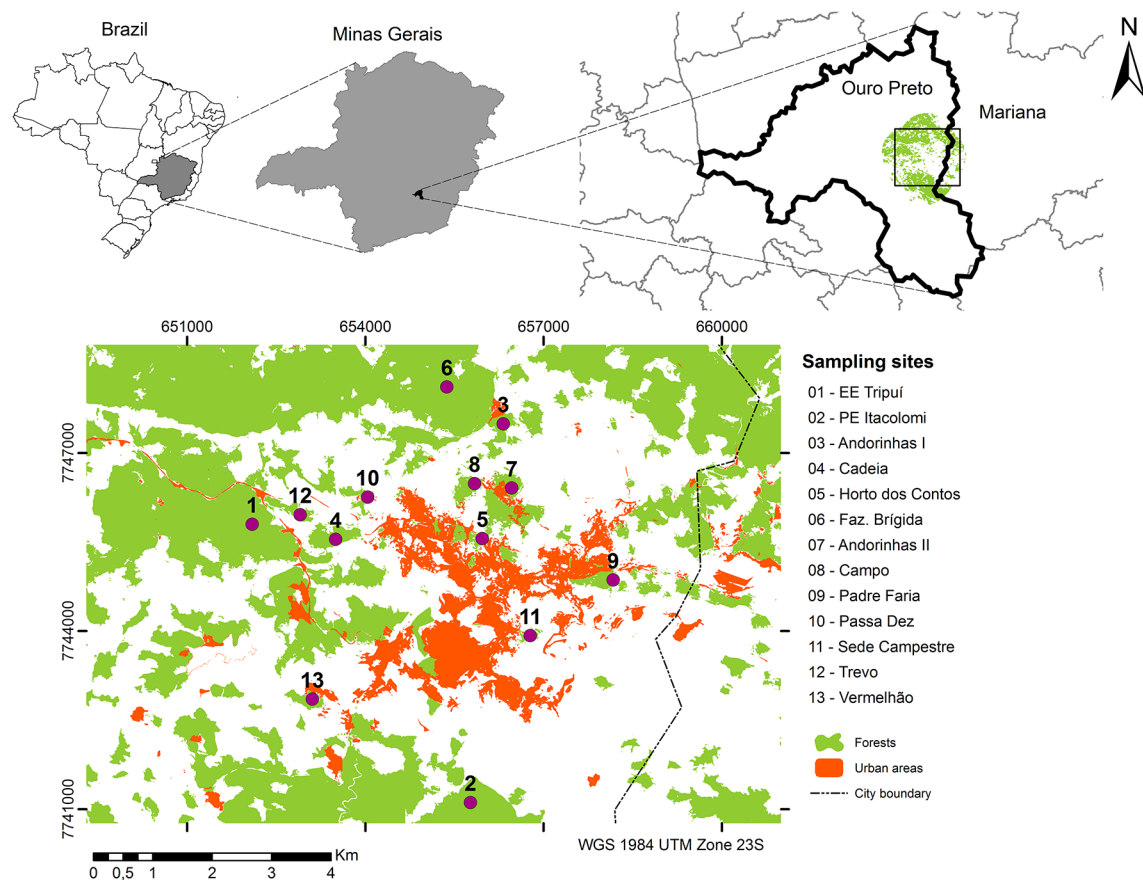 Brazil
Minas Gerais
N
Ouro Preto
Mariana
651000 654000 657000 660000
7747000
7744000
7741000
6
3
8
7
10
1
12
4
5
9
11
13
2
Sampling sites
01 - EE Tripuí
02 - PE Itacolomi
03 - Andorinhas I
04 - Cadeia
05 - Horto dos Contos
06 - Faz. Brígida
07 - Andorinhas II
08 - Campo
09 - Padre Faria
10 - Passa Dez
11 - Sede Campestre
12 - Trevo
13 - Vermelhão
Forests
Urban areas
City boundary
WGS 1984 UTM Zone 23S
Km
0 0,5 1 2 3 4